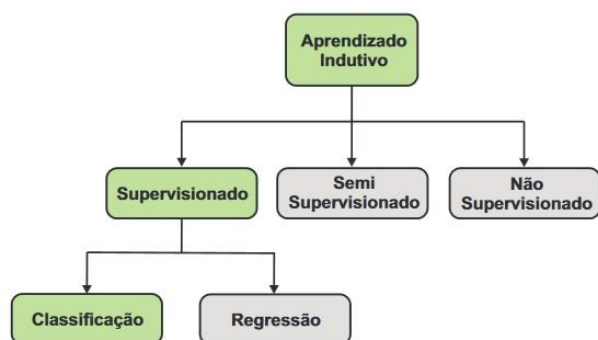 Aprendizado
Indutivo
Supervisionado
Semi
Supervisionado
Não
Supervisionado
Classificação
Regressão